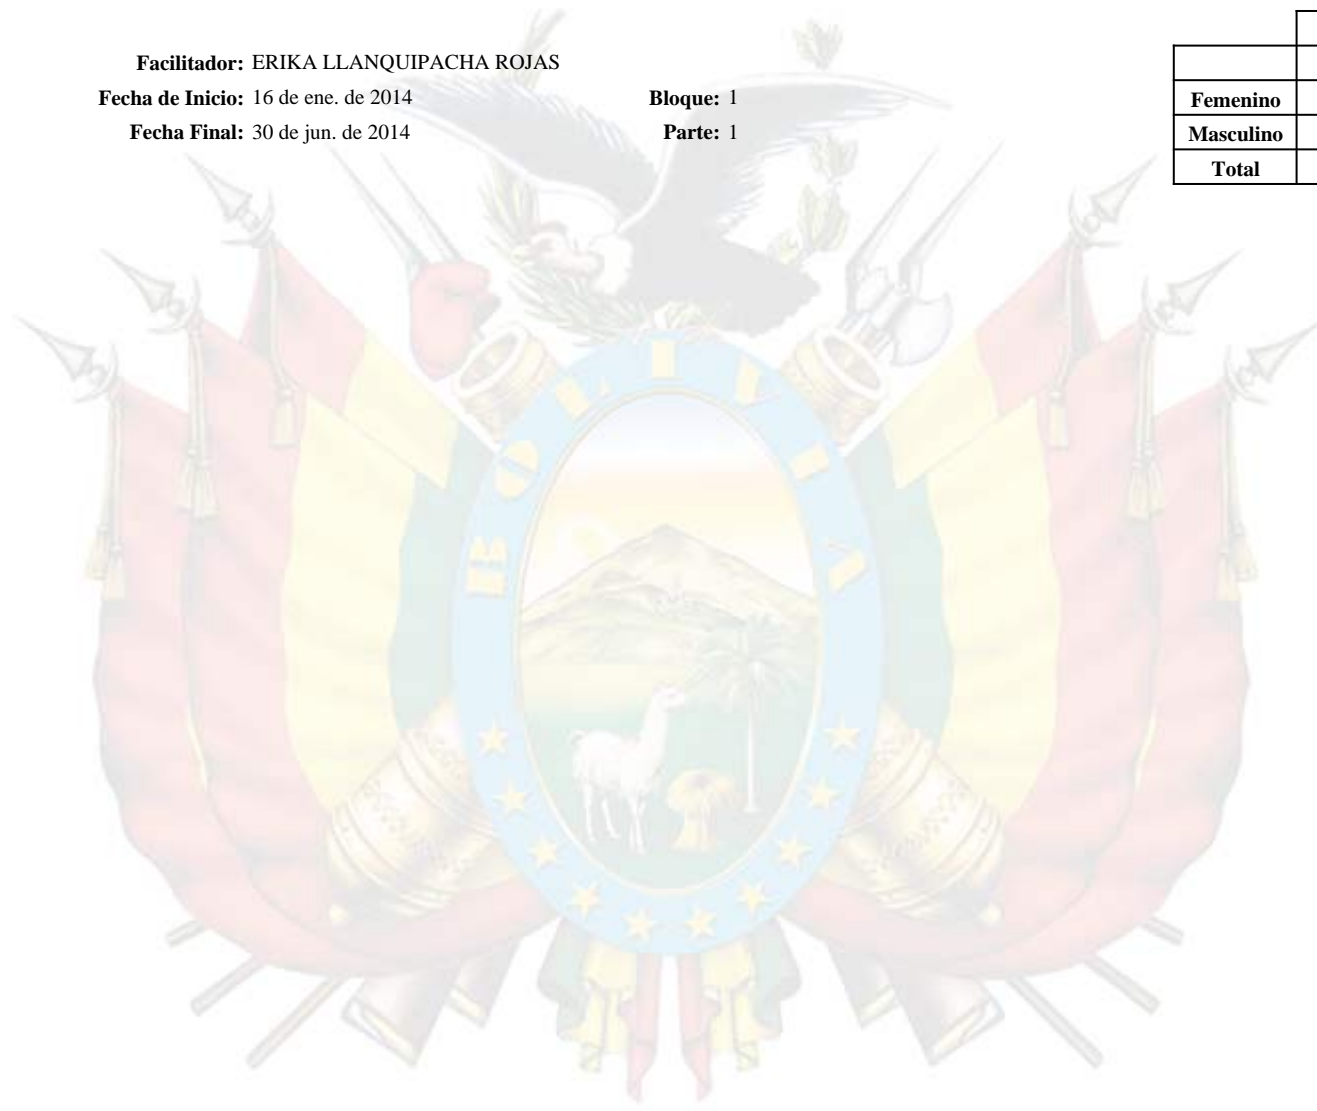 Facilitador: ERIKA LLANQUIPACHA ROJAS
Fecha de Inicio: 16 de ene. de 2014 Bloque: 1
Fecha Final: 30 de jun. de 2014 Parte: 1
Femenino
Masculino
Total
BOLIVIA